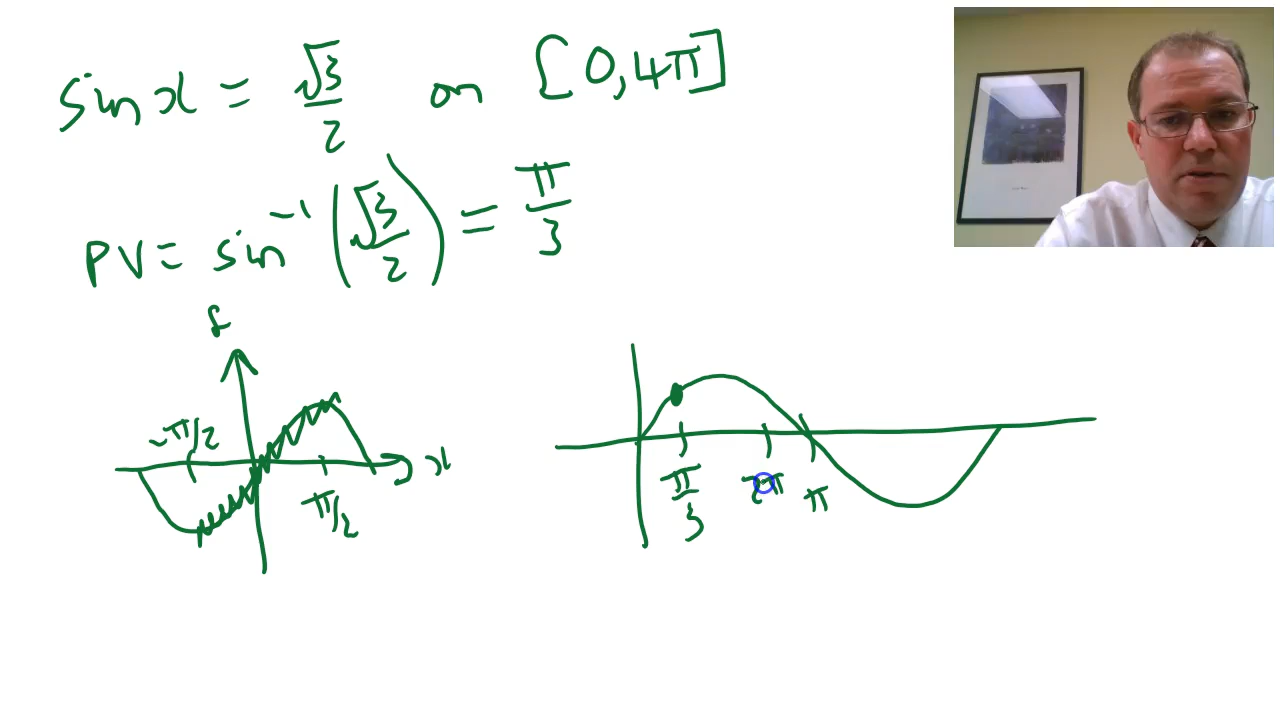 sin x = √3/2 on [0,4π]
PV = sin⁻¹(√3/2) = π/3
f
-π/2
x
π/2
π/3
2π
π